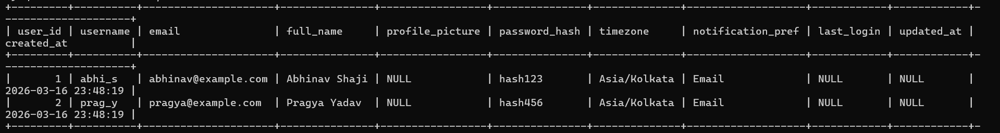 +---------+----------+---------------------+---------------+-----------------+---------------+--------------+-------------------+------------+------------+-
--------------------+
| user_id | username | email               | full_name     | profile_picture | password_hash | timezone     | notification_pref | last_login | updated_at |
created_at          |
+---------+----------+---------------------+---------------+-----------------+---------------+--------------+-------------------+------------+------------+-
--------------------+
|       1 | abhi_s   | abhinav@example.com | Abhinav Shaji | NULL            | hash123       | Asia/Kolkata | Email             | NULL       | NULL       |
2026-03-16 23:48:19 |
|       2 | prag_y   | pragya@example.com  | Pragya Yadav  | NULL            | hash456       | Asia/Kolkata | Email             | NULL       | NULL       |
2026-03-16 23:48:19 |
+---------+----------+---------------------+---------------+-----------------+---------------+--------------+-------------------+------------+------------+-